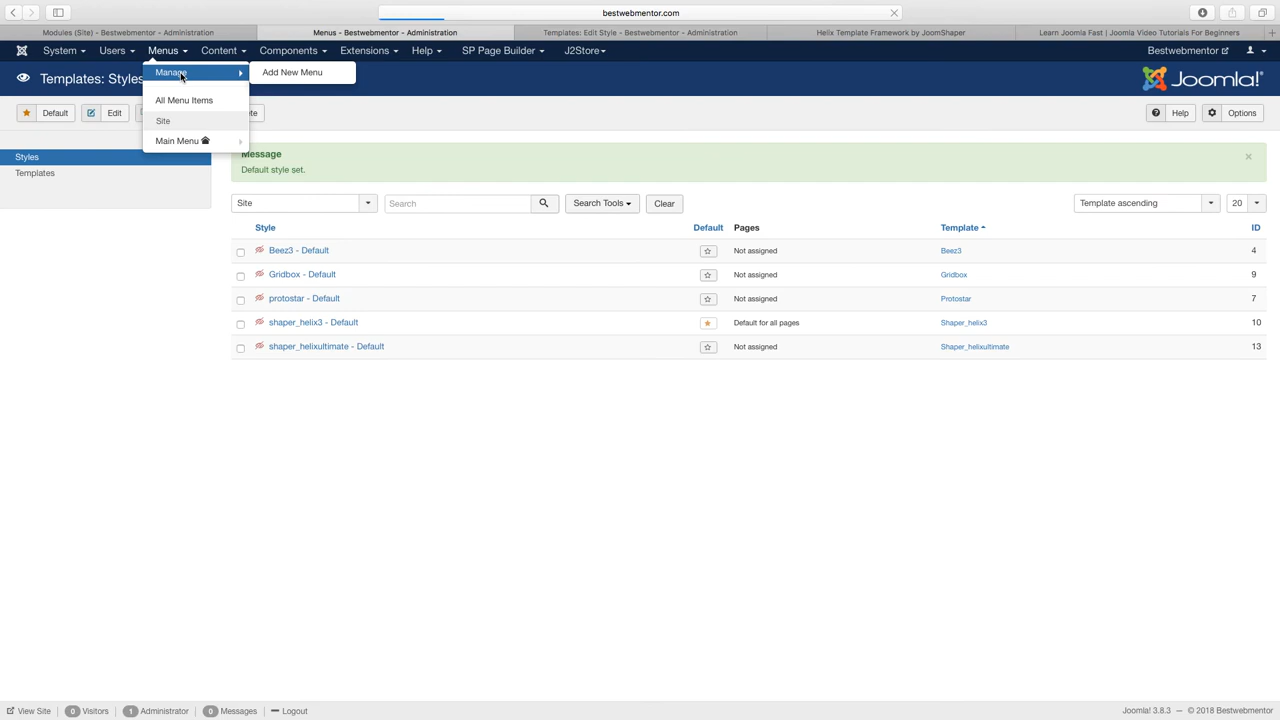 bestwebmentor.com
Modules (Site) - Bestwebmentor - Administration
Menus - Bestwebmentor - Administration
Templates: Edit Style - Bestwebmentor - Administration
Helix Template Framework by JoomShaper
Learn Joomla Fast | Joomla Video Tutorials For Beginners
System Users Menus Content Components Extensions Help SP Page Builder J2Store Bestwebmentor
Templates: Styles Joomla!®
Manage Add New Menu
All Menu Items
Site
Main Menu
Default Edit Help Options
Styles
Templates
Message
Default style set.
Site Search Search Tools Clear Template ascending 20
Style Default Pages Template ID
Beez3 - Default Not assigned Beez3 4
Gridbox - Default Not assigned Gridbox 9
protostar - Default Not assigned Protostar 7
shaper_helix3 - Default Default for all pages Shaper_helix3 10
shaper_helixultimate - Default Not assigned Shaper_helixultimate 13
View Site 0 Visitors 1 Administrator 0 Messages Logout Joomla! 3.8.3 — © 2018 Bestwebmentor